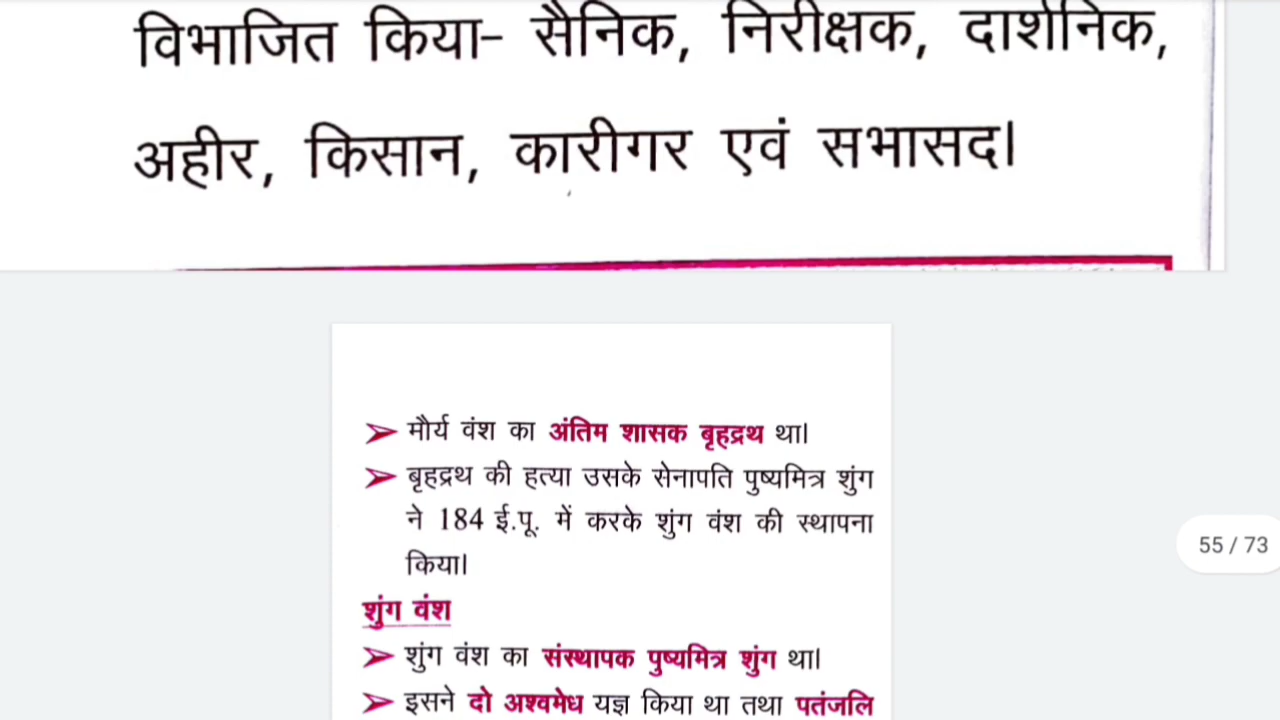 विभाजित किया– सैनिक, निरीक्षक, दार्शनिक,
अहीर, किसान, कारीगर एवं सभासद।
➢ मौर्य वंश का अंतिम शासक बृहद्रथ था।
➢ बृहद्रथ की हत्या उसके सेनापति पुष्यमित्र शुंग
ने 184 ई.पू. में करके शुंग वंश की स्थापना
किया।
55 / 73
शुंग वंश
➢ शुंग वंश का संस्थापक पुष्यमित्र शुंग था।
➢ इसने दो अश्वमेध यज्ञ किया था तथा पतंजलि